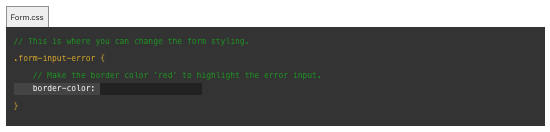 Form.css
// This is where you can change the form styling.
.form-input-error {
// Make the border color 'red' to highlight the error input.
border-color:
}